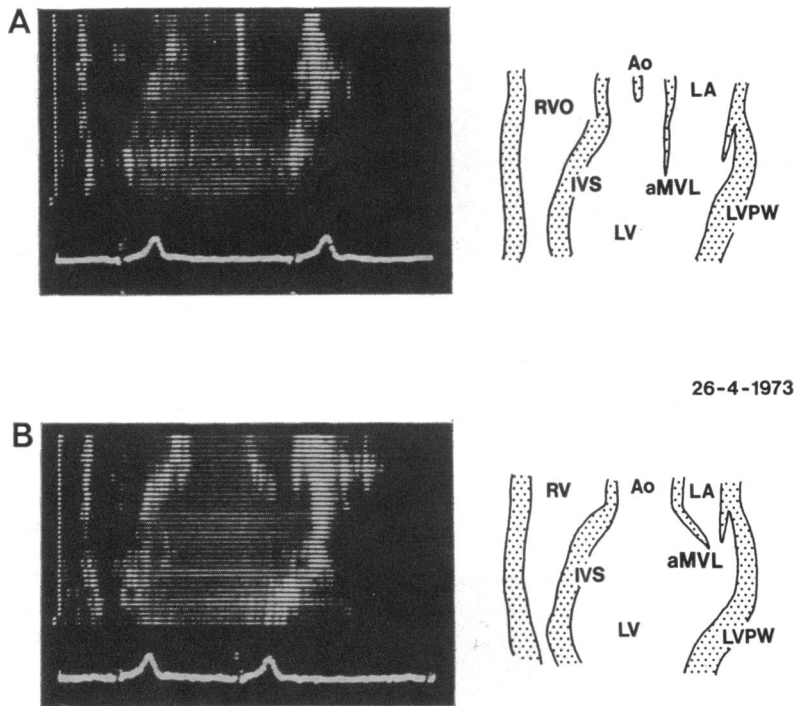 A
Ao
RVO
LA
IVS
aMVL
LVPW
LV
26-4-1973
B
RV
Ao
LA
aMVL
IVS
LV
LVPW